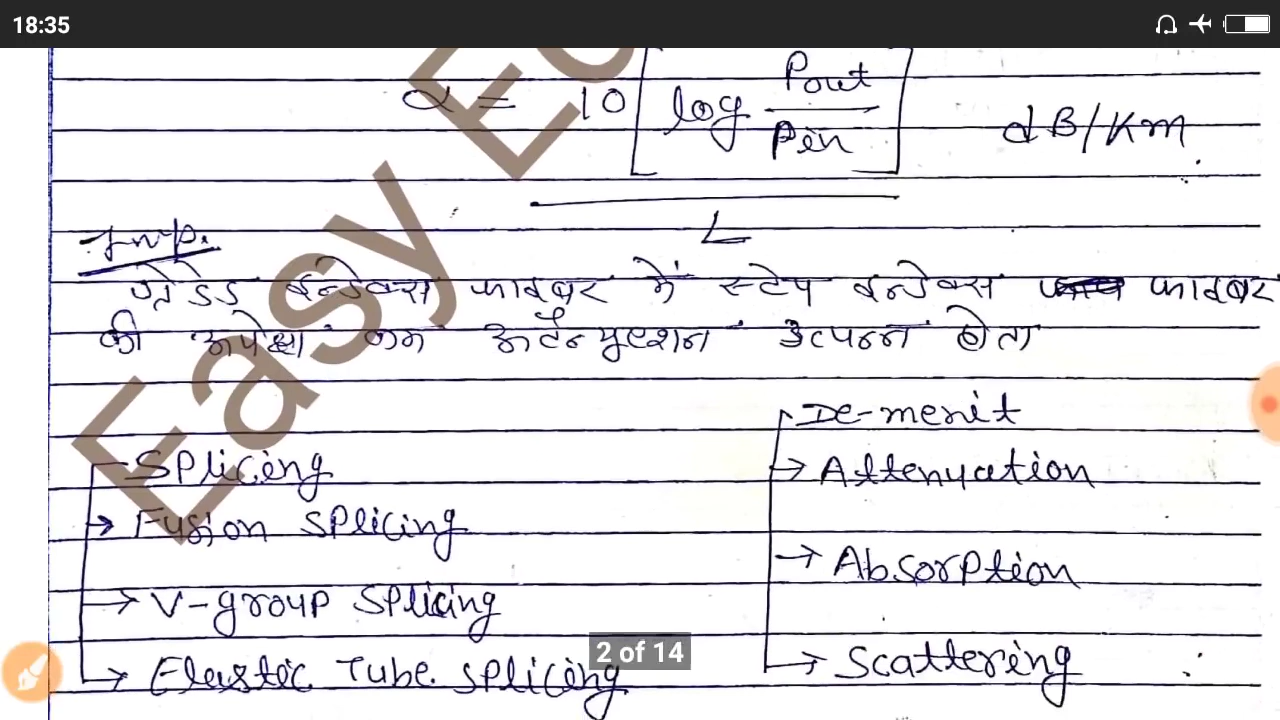 18:35
α = 10 [log Pout/Pin] / L dB/Km
Imp.
ग्रेडेड इन्डेक्स फाइबर में स्टेप इन्डेक्स फाइबर
की अपेक्षा कम अटेन्युएशन उत्पन्न होता
De-merit
Splicing
→ Attenuation
→ Fusion Splicing
→ Absorption
→ V-group Splicing
→ Scattering
→ Elastic Tube Splicing
2 of 14
Easy E